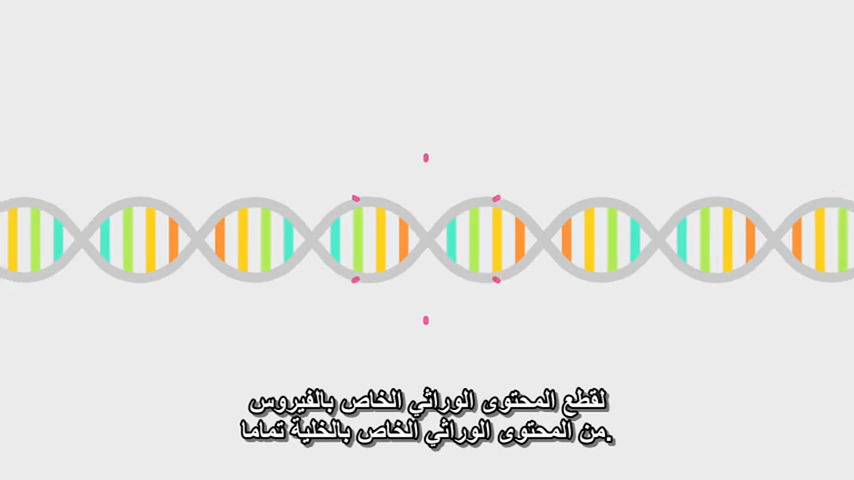 لقطع المحتوى الوراثي الخاص بالفيروس
من المحتوى الوراثي الخاص بالخلية تماما.